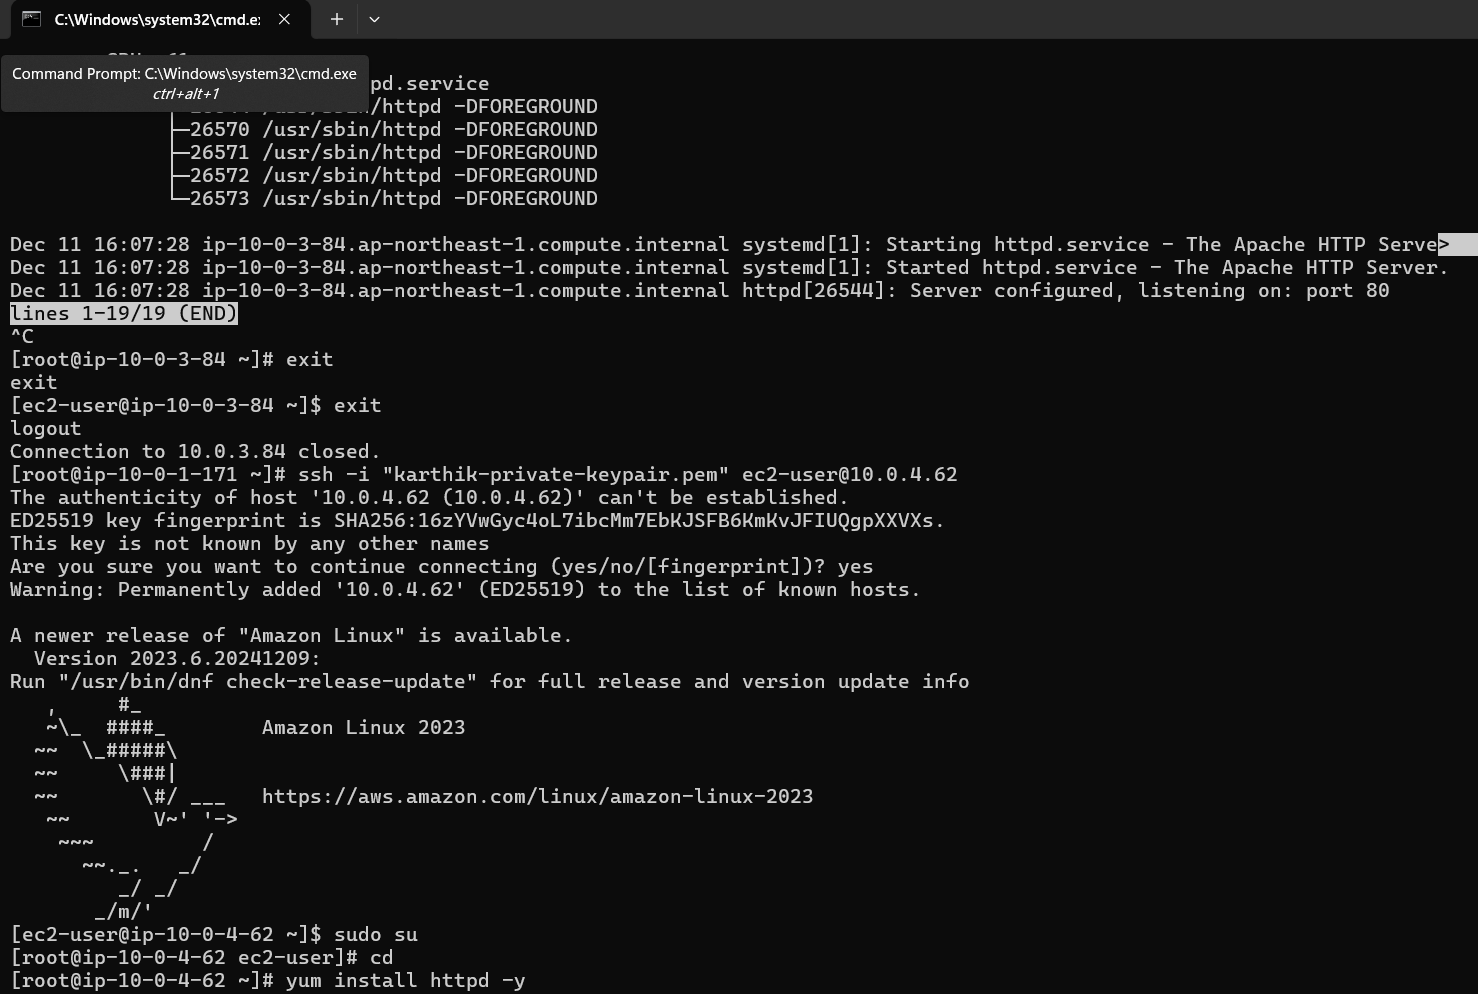 C:\Windows\system32\cmd.e:
Command Prompt: C:\Windows\system32\cmd.exe
ctrl+alt+1
pd.service
/httpd -DFOREGROUND
├─26570 /usr/sbin/httpd -DFOREGROUND
├─26571 /usr/sbin/httpd -DFOREGROUND
├─26572 /usr/sbin/httpd -DFOREGROUND
└─26573 /usr/sbin/httpd -DFOREGROUND
Dec 11 16:07:28 ip-10-0-3-84.ap-northeast-1.compute.internal systemd[1]: Starting httpd.service - The Apache HTTP Serve>
Dec 11 16:07:28 ip-10-0-3-84.ap-northeast-1.compute.internal systemd[1]: Started httpd.service - The Apache HTTP Server.
Dec 11 16:07:28 ip-10-0-3-84.ap-northeast-1.compute.internal httpd[26544]: Server configured, listening on: port 80
lines 1-19/19 (END)
^C
[root@ip-10-0-3-84 ~]# exit
exit
[ec2-user@ip-10-0-3-84 ~]$ exit
logout
Connection to 10.0.3.84 closed.
[root@ip-10-0-1-171 ~]# ssh -i "karthik-private-keypair.pem" ec2-user@10.0.4.62
The authenticity of host '10.0.4.62 (10.0.4.62)' can't be established.
ED25519 key fingerprint is SHA256:16zYVwGyc4oL7ibcMm7EbKJSFB6KmKvJFIUQgpXXVXs.
This key is not known by any other names
Are you sure you want to continue connecting (yes/no/[fingerprint])? yes
Warning: Permanently added '10.0.4.62' (ED25519) to the list of known hosts.
A newer release of "Amazon Linux" is available.
  Version 2023.6.20241209:
Run "/usr/bin/dnf check-release-update" for full release and version update info
   ,     #_
   ~\_  ####_        Amazon Linux 2023
  ~~  \_#####\
  ~~     \###|
  ~~       \#/ ___   https://aws.amazon.com/linux/amazon-linux-2023
   ~~       V~' '->
    ~~~         /
      ~~._.   _/
         _/ _/
       _/m/'
[ec2-user@ip-10-0-4-62 ~]$ sudo su
[root@ip-10-0-4-62 ec2-user]# cd
[root@ip-10-0-4-62 ~]# yum install httpd -y